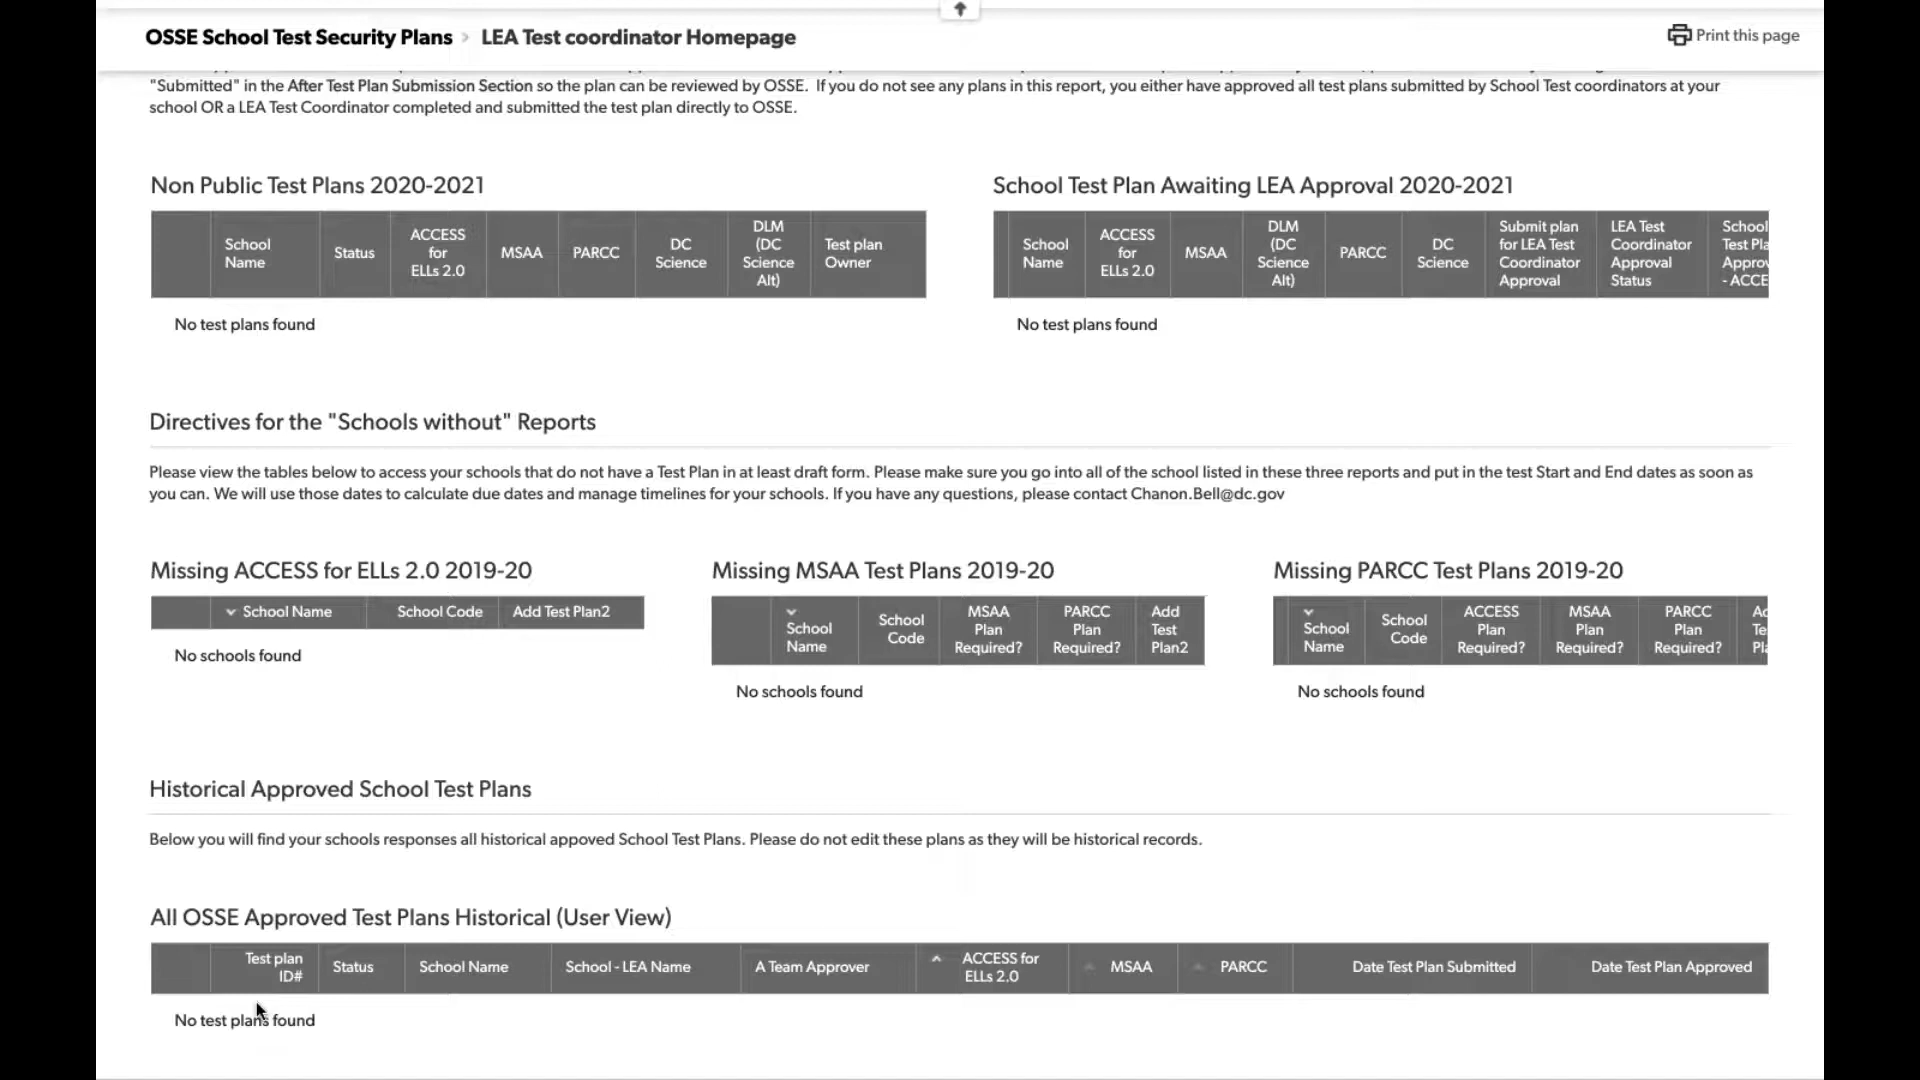 OSSE School Test Security Plans > LEA Test coordinator Homepage
Print this page
"Submitted" in the After Test Plan Submission Section so the plan can be reviewed by OSSE. If you do not see any plans in this report, you either have approved all test plans submitted by School Test coordinators at your
school OR a LEA Test Coordinator completed and submitted the test plan directly to OSSE.
Non Public Test Plans 2020-2021
School Name
Status
ACCESS for ELLs 2.0
MSAA
PARCC
DC Science
DLM (DC Science Alt)
Test plan Owner
No test plans found
School Test Plan Awaiting LEA Approval 2020-2021
School Name
ACCESS for ELLs 2.0
MSAA
DLM (DC Science Alt)
PARCC
DC Science
Submit plan for LEA Test Coordinator Approval
LEA Test Coordinator Approval Status
School Test Pla Approv - ACCE
No test plans found
Directives for the "Schools without" Reports
Please view the tables below to access your schools that do not have a Test Plan in at least draft form. Please make sure you go into all of the school listed in these three reports and put in the test Start and End dates as soon as
you can. We will use those dates to calculate due dates and manage timelines for your schools. If you have any questions, please contact Chanon.Bell@dc.gov
Missing ACCESS for ELLs 2.0 2019-20
School Name
School Code
Add Test Plan2
No schools found
Missing MSAA Test Plans 2019-20
School Name
School Code
MSAA Plan Required?
PARCC Plan Required?
Add Test Plan2
No schools found
Missing PARCC Test Plans 2019-20
School Name
School Code
ACCESS Plan Required?
MSAA Plan Required?
PARCC Plan Required?
No schools found
Historical Approved School Test Plans
Below you will find your schools responses all historical appoved School Test Plans. Please do not edit these plans as they will be historical records.
All OSSE Approved Test Plans Historical (User View)
Test plan ID#
Status
School Name
School - LEA Name
A Team Approver
ACCESS for ELLs 2.0
MSAA
PARCC
Date Test Plan Submitted
Date Test Plan Approved
No test plans found